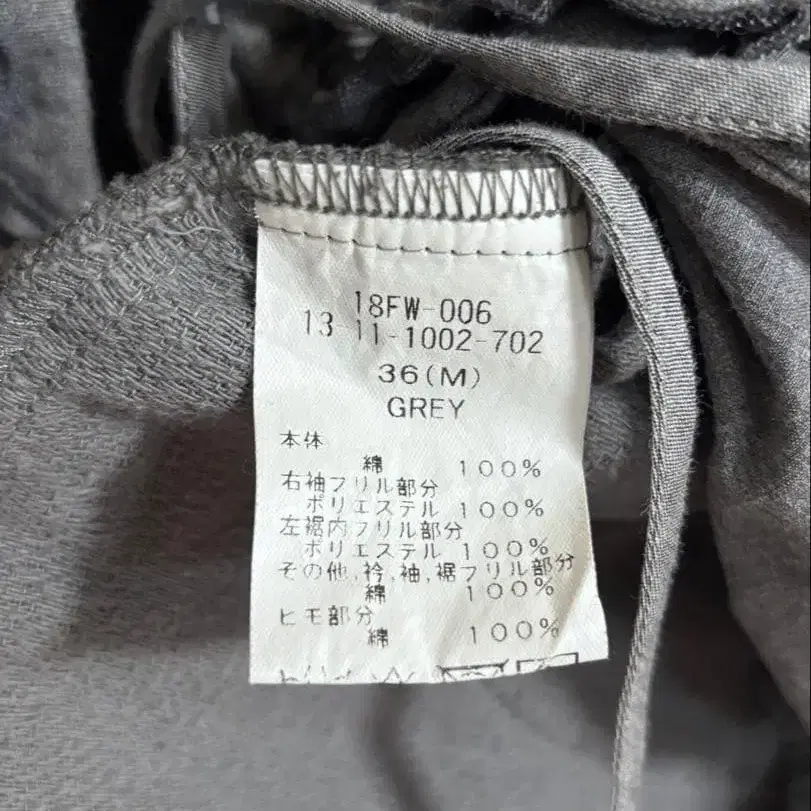 18FW-006
13-11-1002-702
36(M)
GREY
本体
綿 100%
右袖フリル部分
ポリエステル 100%
左裾内フリル部分
ポリエステル 100%
その他,衿,袖,裾フリル部分
綿 100%
ヒモ部分
綿 100%